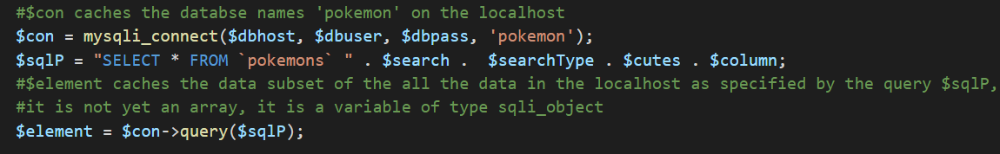 #$con caches the databse names 'pokemon' on the localhost
$con = mysqli_connect($dbhost, $dbuser, $dbpass, 'pokemon');
$sqlP = "SELECT * FROM `pokemons` " . $search .  $searchType . $cutes . $column;
#$element caches the data subset of the all the data in the localhost as specified by the query $sqlP,
#it is not yet an array, it is a variable of type sqli_object
$element = $con->query($sqlP);